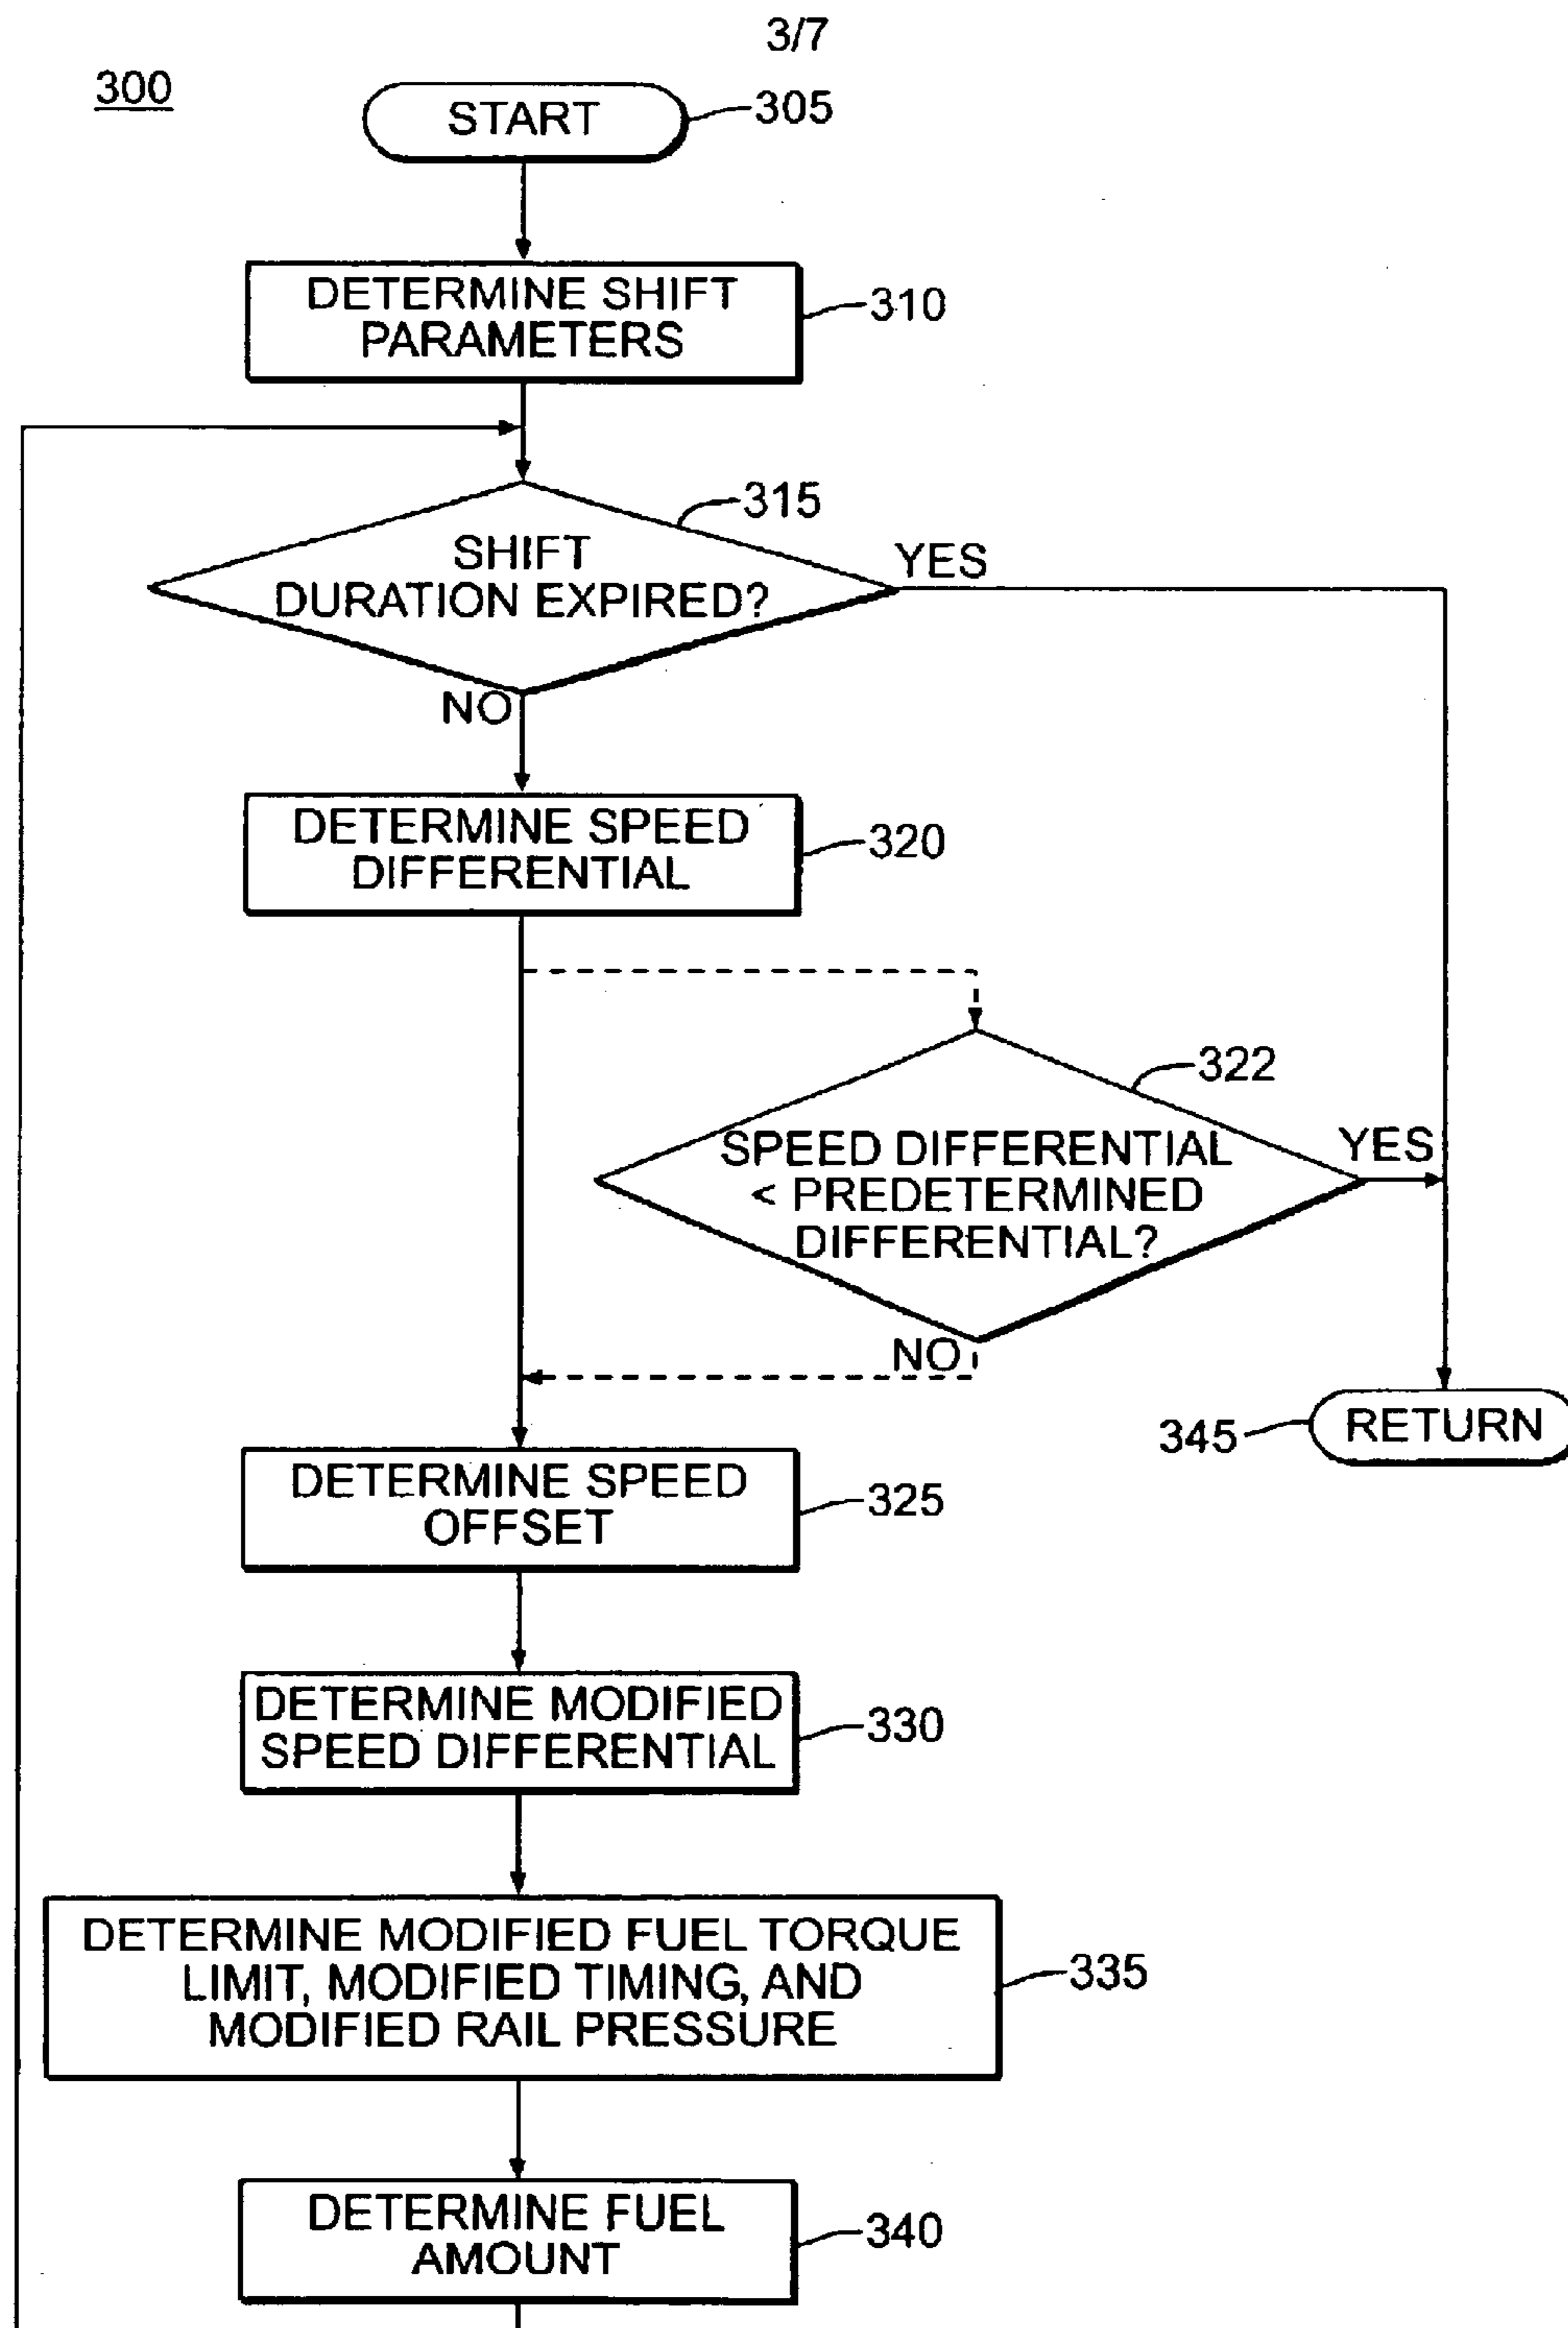 3/7
300
START
305
DETERMINE SHIFT
PARAMETERS
310
315
SHIFT
DURATION EXPIRED?
YES
NO
DETERMINE SPEED
DIFFERENTIAL
320
322
SPEED DIFFERENTIAL
< PREDETERMINED
DIFFERENTIAL?
YES
NO
345
RETURN
DETERMINE SPEED
OFFSET
325
DETERMINE MODIFIED
SPEED DIFFERENTIAL
330
DETERMINE MODIFIED FUEL TORQUE
LIMIT, MODIFIED TIMING, AND
MODIFIED RAIL PRESSURE
335
DETERMINE FUEL
AMOUNT
340